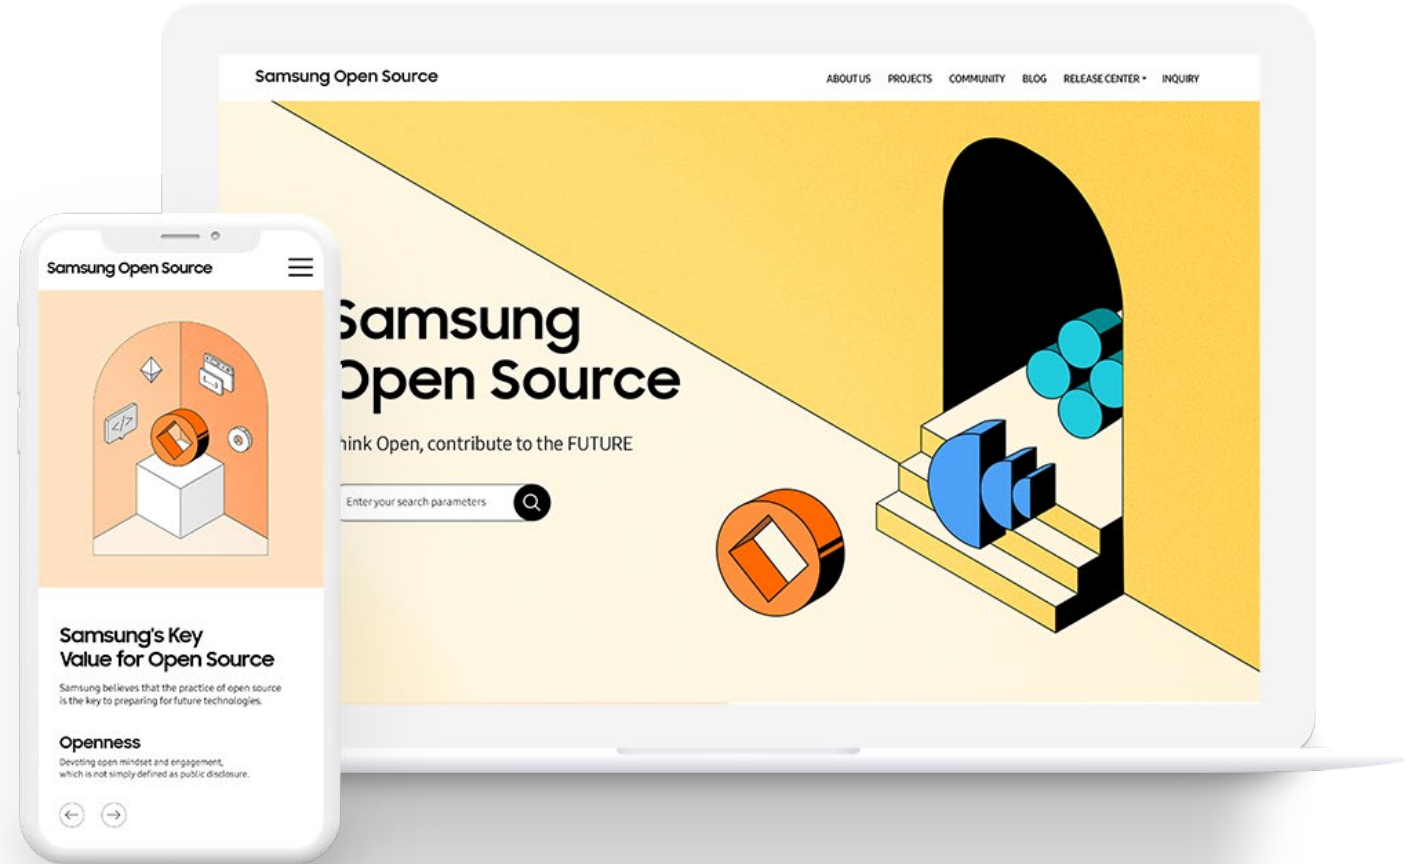 Samsung Open Source
ABOUT US PROJECTS COMMUNITY BLOG RELEASE CENTER INQUIRY
Samsung
Open Source
hink Open, contribute to the FUTURE
Enter your search parameters
Samsung Open Source
</>
Samsung's Key
Value for Open Source
Samsung believes that the practice of open source
is the key to preparing for future technologies.
Openness
Devoting open mindset and engagement,
which is not simply defined as public disclosure.